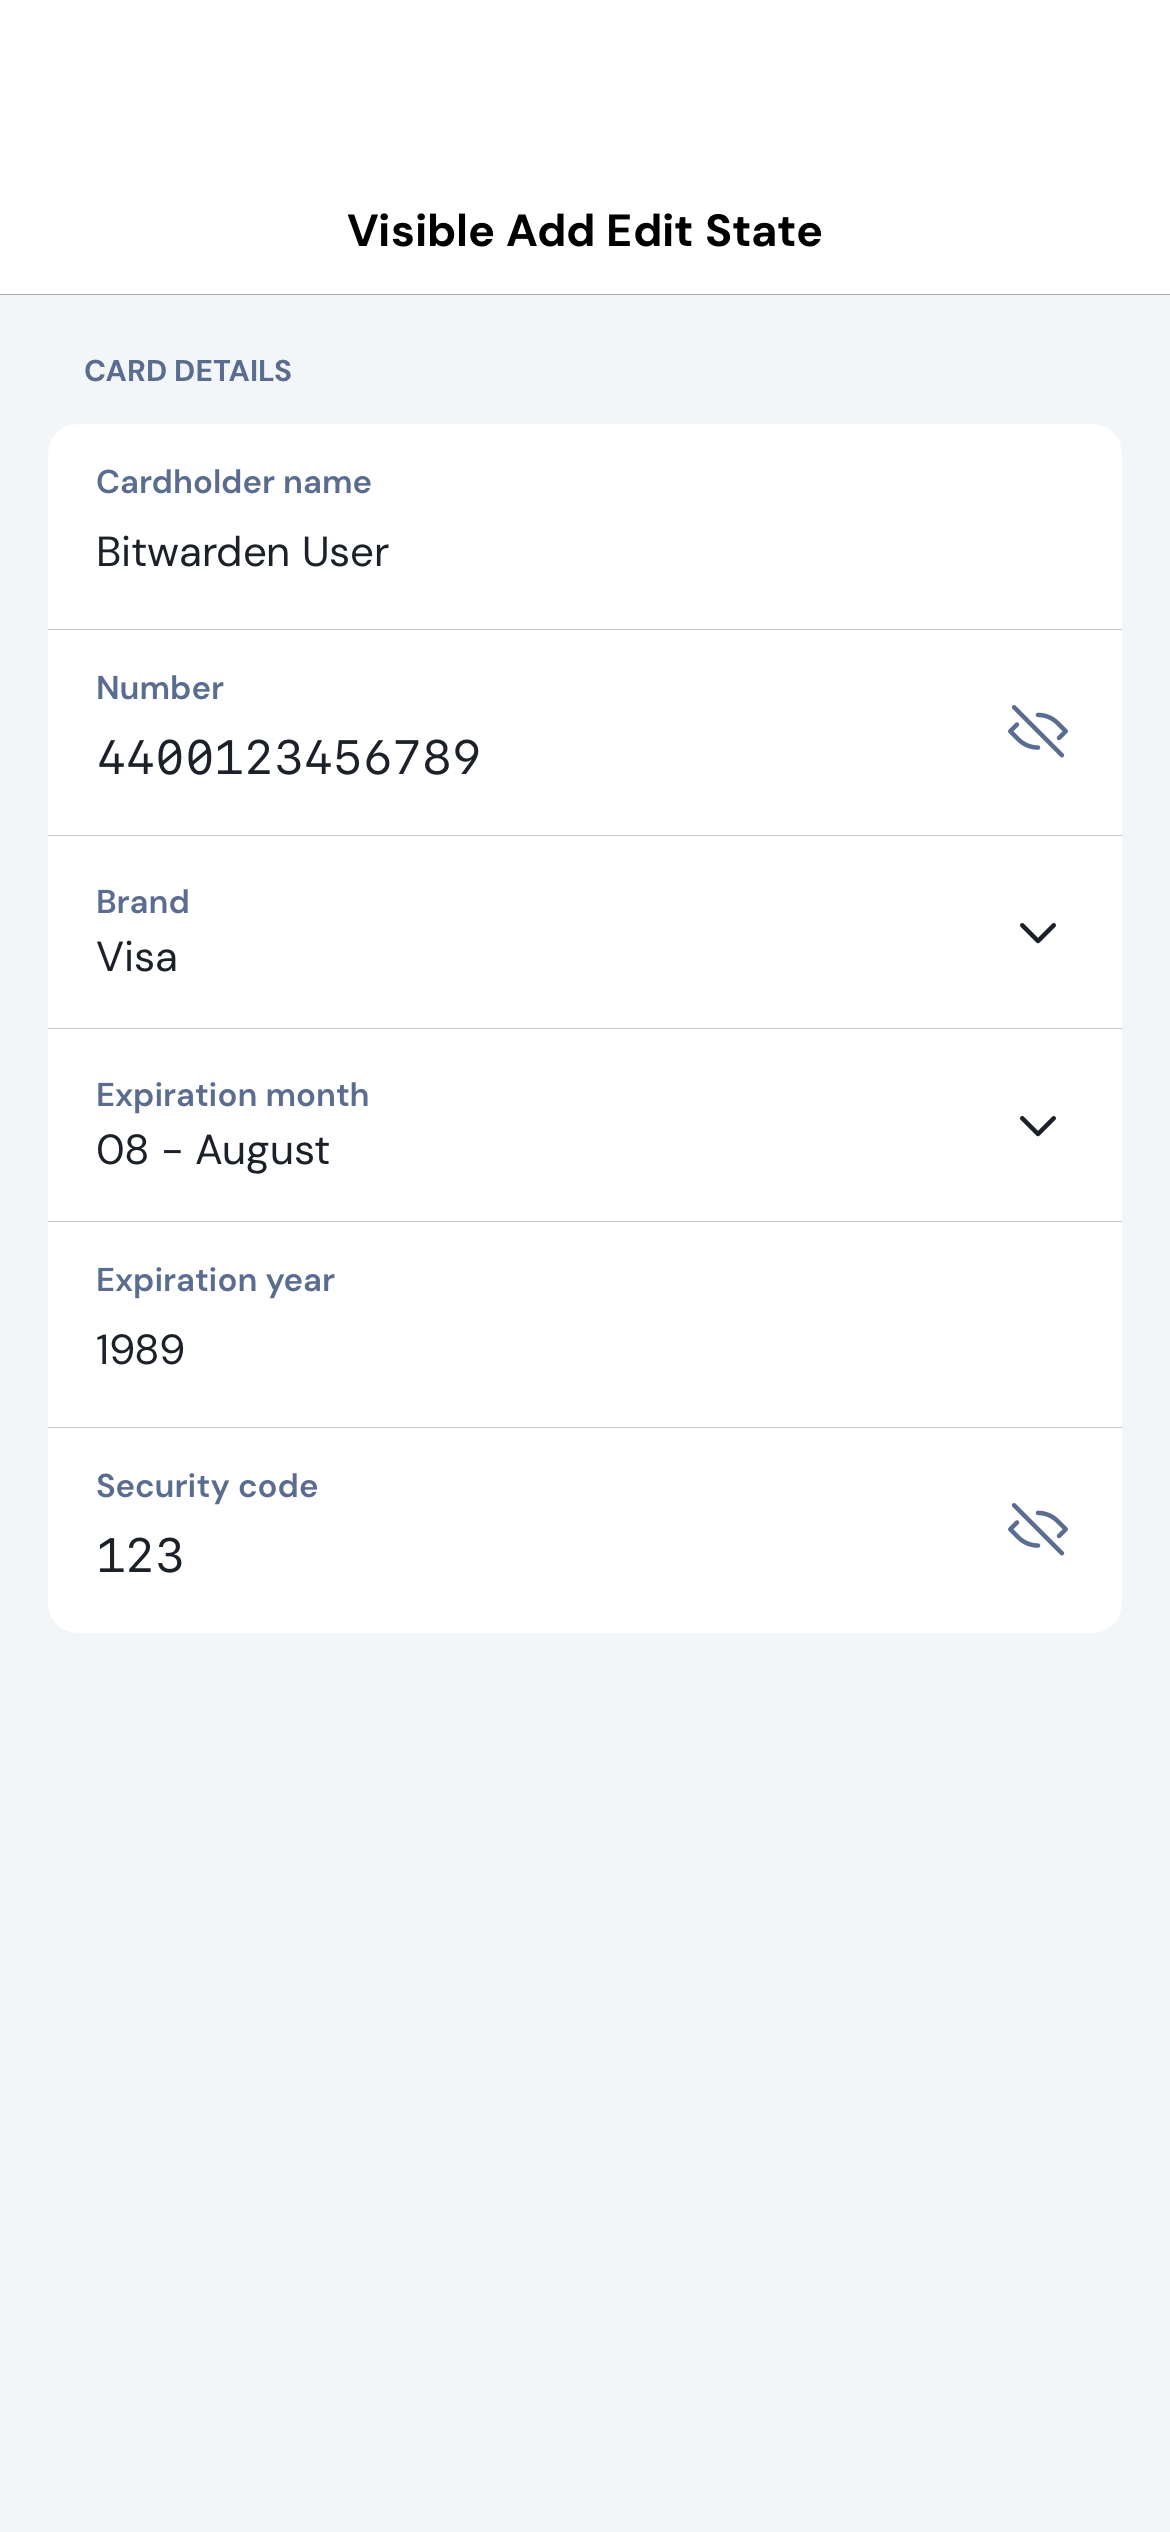 Visible Add Edit State
CARD DETAILS
Cardholder name
Bitwarden User
Number
4400123456789
Brand
Visa
Expiration month
08 - August
Expiration year
1989
Security code
123